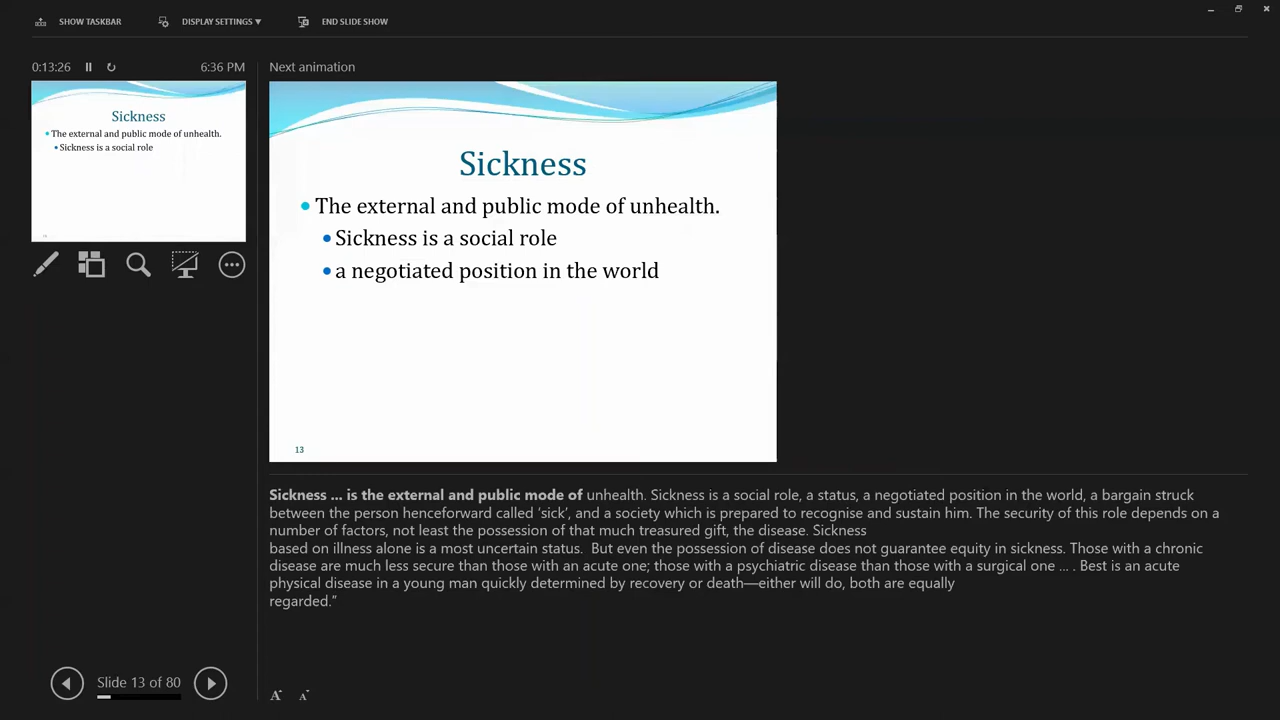 SHOW TASKBAR
DISPLAY SETTINGS ▼
END SLIDE SHOW
0:13:26
6:36 PM
Next animation
Sickness
• The external and public mode of unhealth.
• Sickness is a social role
13
Sickness
• The external and public mode of unhealth.
• Sickness is a social role
• a negotiated position in the world
13
Sickness ... is the external and public mode of unhealth. Sickness is a social role, a status, a negotiated position in the world, a bargain struck
between the person henceforward called ‘sick’, and a society which is prepared to recognise and sustain him. The security of this role depends on a
number of factors, not least the possession of that much treasured gift, the disease. Sickness
based on illness alone is a most uncertain status.  But even the possession of disease does not guarantee equity in sickness. Those with a chronic
disease are much less secure than those with an acute one; those with a psychiatric disease than those with a surgical one ... . Best is an acute
physical disease in a young man quickly determined by recovery or death—either will do, both are equally
regarded.”
Slide 13 of 80
A
A